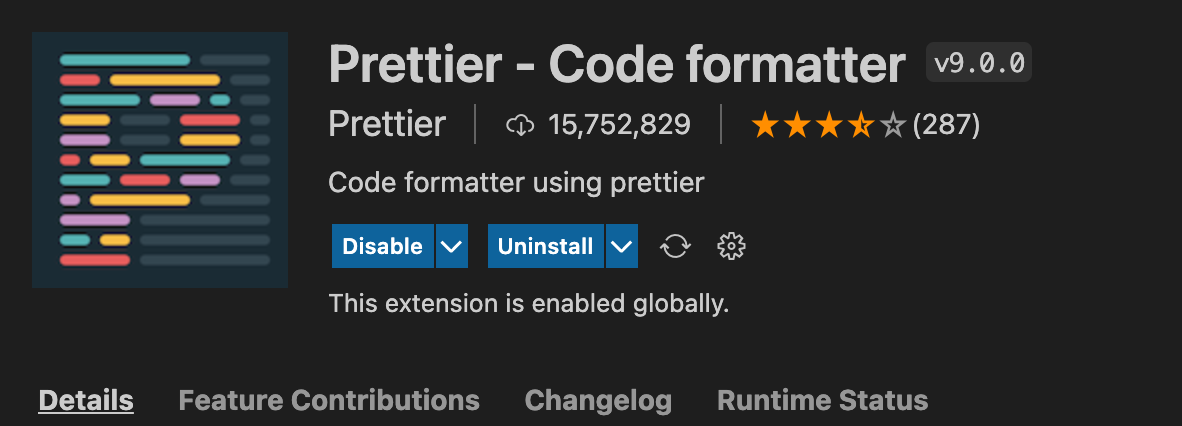 Prettier - Code formatter v9.0.0
Prettier 15,752,829 (287)
Code formatter using prettier
Disable Uninstall
This extension is enabled globally.
Details Feature Contributions Changelog Runtime Status